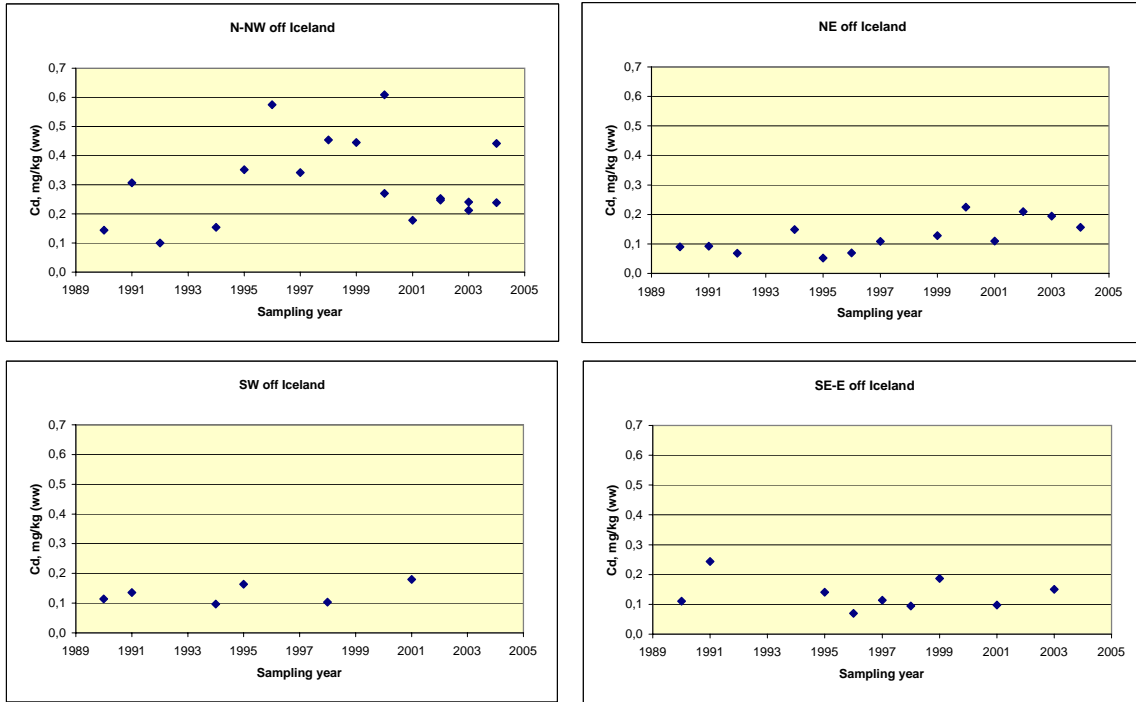 N-NW off Iceland
0,7
0,6
0,5
0,4
0,3
0,2
0,1
0,0
Cd, mg/kg (ww)
1989 1991 1993 1995 1997 1999 2001 2003 2005
Sampling year
NE off Iceland
0,7
0,6
0,5
0,4
0,3
0,2
0,1
0,0
Cd, mg/kg (ww)
1989 1991 1993 1995 1997 1999 2001 2003 2005
Sampling year
SW off Iceland
0,7
0,6
0,5
0,4
0,3
0,2
0,1
0,0
Cd, mg/kg (ww)
1989 1991 1993 1995 1997 1999 2001 2003 2005
Sampling year
SE-E off Iceland
0,7
0,6
0,5
0,4
0,3
0,2
0,1
0,0
Cd, mg/kg (ww)
1989 1991 1993 1995 1997 1999 2001 2003 2005
Sampling year